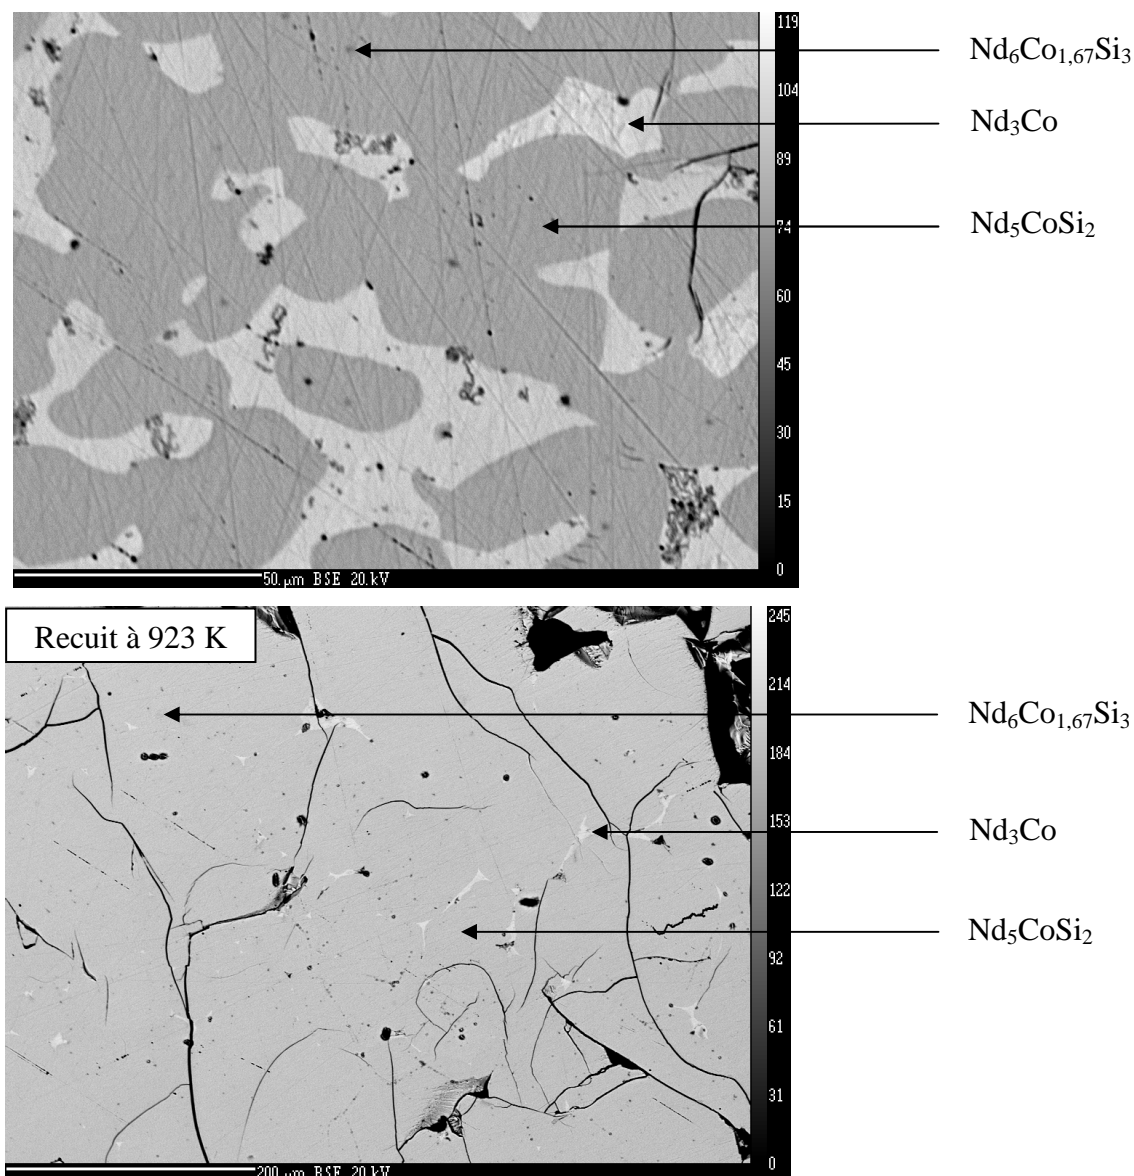 119
104
89
74
60
45
30
15
0
Nd₆Co₁,₆₇Si₃
Nd₃Co
Nd₅CoSi₂
50.µm BSE 20.kV
Recuit à 923 K
245
214
184
153
122
92
61
31
0
Nd₆Co₁,₆₇Si₃
Nd₃Co
Nd₅CoSi₂
200.µm BSE 20.kV